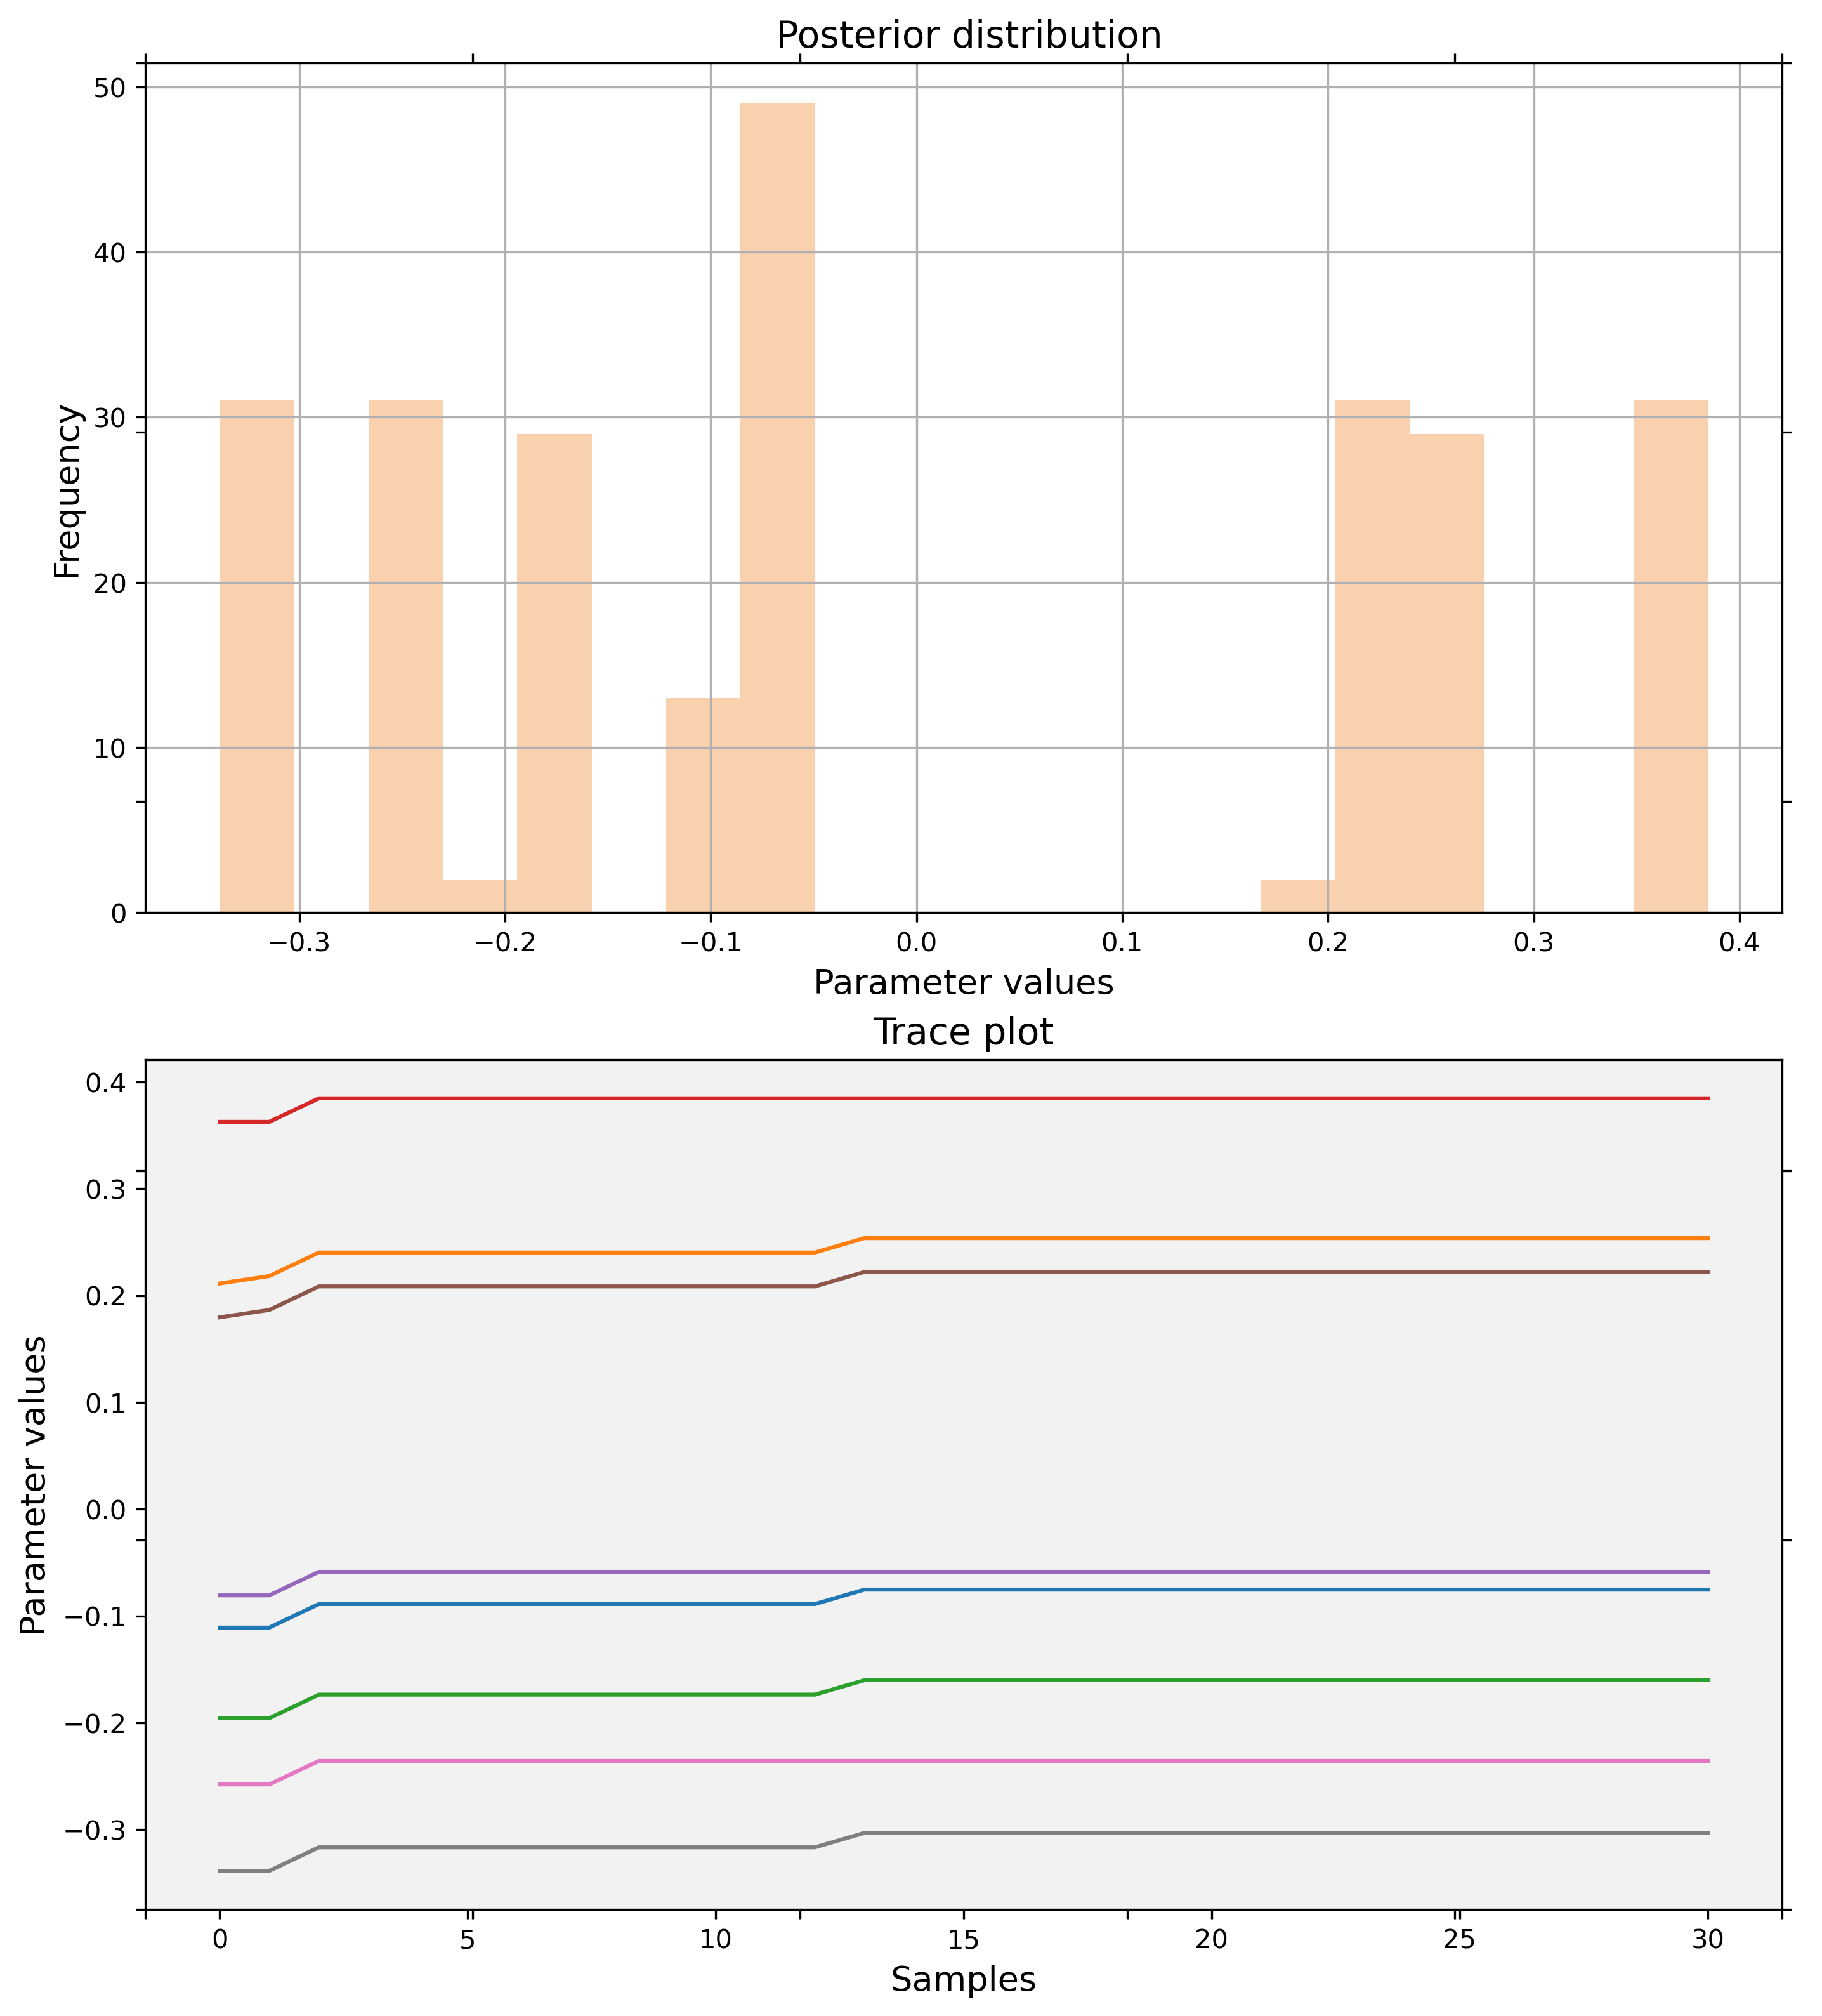 Posterior distribution
50
40
30
20
10
0
Frequency
−0.3 −0.2 −0.1 0.0 0.1 0.2 0.3 0.4
Parameter values
Trace plot
0.4
0.3
0.2
0.1
0.0
−0.1
−0.2
−0.3
Parameter values
0 5 10 15 20 25 30
Samples